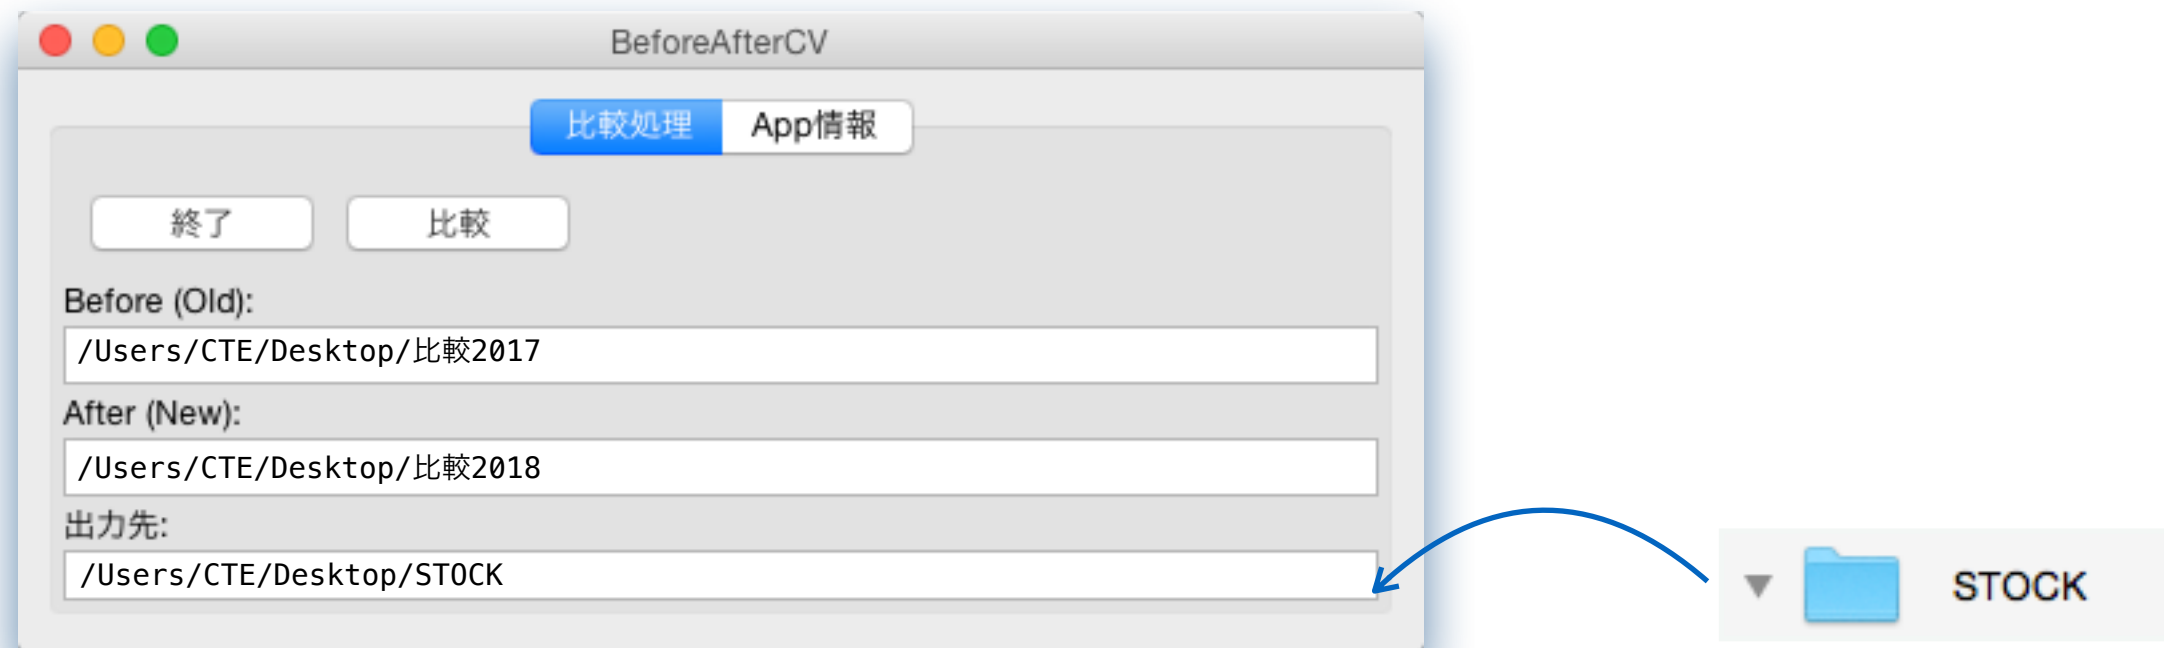 BeforeAfterCV
比較処理 App情報
終了 比較
Before (Old):
/Users/CTE/Desktop/比較2017
After (New):
/Users/CTE/Desktop/比較2018
出力先:
/Users/CTE/Desktop/STOCK
STOCK